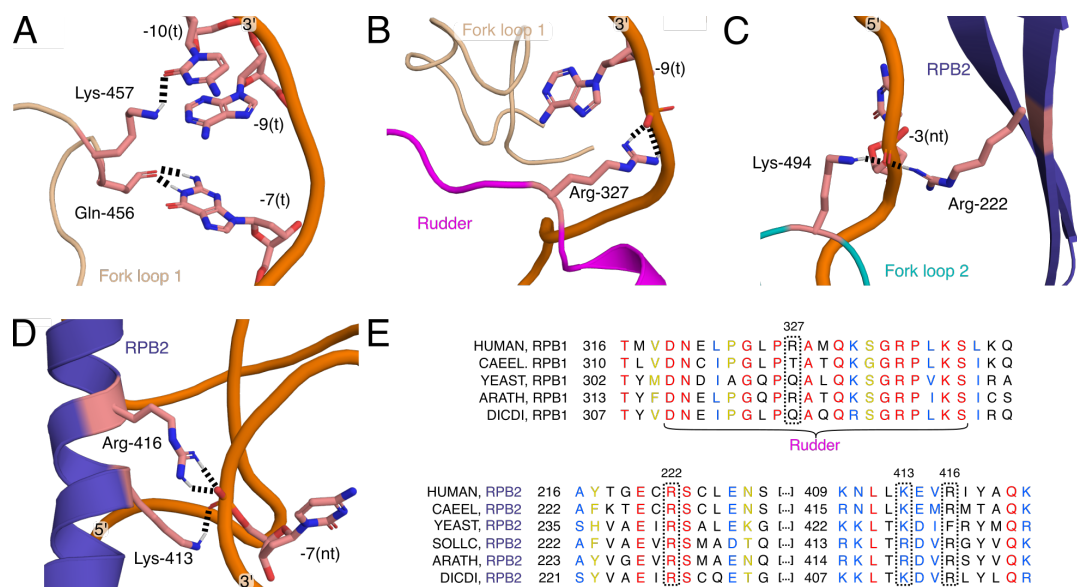 A
3'
-10(t)
Lys-457
-9(t)
Gln-456
-7(t)
Fork loop 1
B
Fork loop 1
3'
-9(t)
Arg-327
Rudder
C
5'
RPB2
-3(nt)
Lys-494
Arg-222
Fork loop 2
D
RPB2
Arg-416
5'
Lys-413
-7(nt)
3'
E
327
HUMAN, RPB1 316 T M V D N E L P G L P R A M Q K S G R P L K S L K Q
CAEEL. RPB1 310 T L V D N C I P G L P T A T Q K G G R P L K S I K Q
YEAST, RPB1 302 T Y M D N D I A G Q P Q A L Q K S G R P V K S I R A
ARATH, RPB1 313 T Y F D N E L P G Q P R A T Q K S G R P I K S I C S
DICDI, RPB1 307 T Y V D N E I P G L P Q A Q Q R S G R P L K S I R Q
Rudder
222 413 416
HUMAN, RPB2 216 A Y T G E C R S C L E N S [...] 409 K N L L K E V R I Y A Q K
CAEEL, RPB2 222 A F K T E C R S C L E N S [...] 415 R N L L K E M R M T A Q K
YEAST, RPB2 235 S H V A E I R S A L E K G [...] 422 K K L T K D I F R Y M Q R
SOLLC, RPB2 222 A F V A E V R S M A D T Q [...] 413 R K L T R D V R G Y V Q K
ARATH, RPB2 223 A Y V G E V R S M A E N Q [...] 414 R K L T K D V R S Y V Q K
DICDI, RPB2 221 S Y V A E I R S C Q E T G [...] 407 K K L T K D V R G Y L Q R